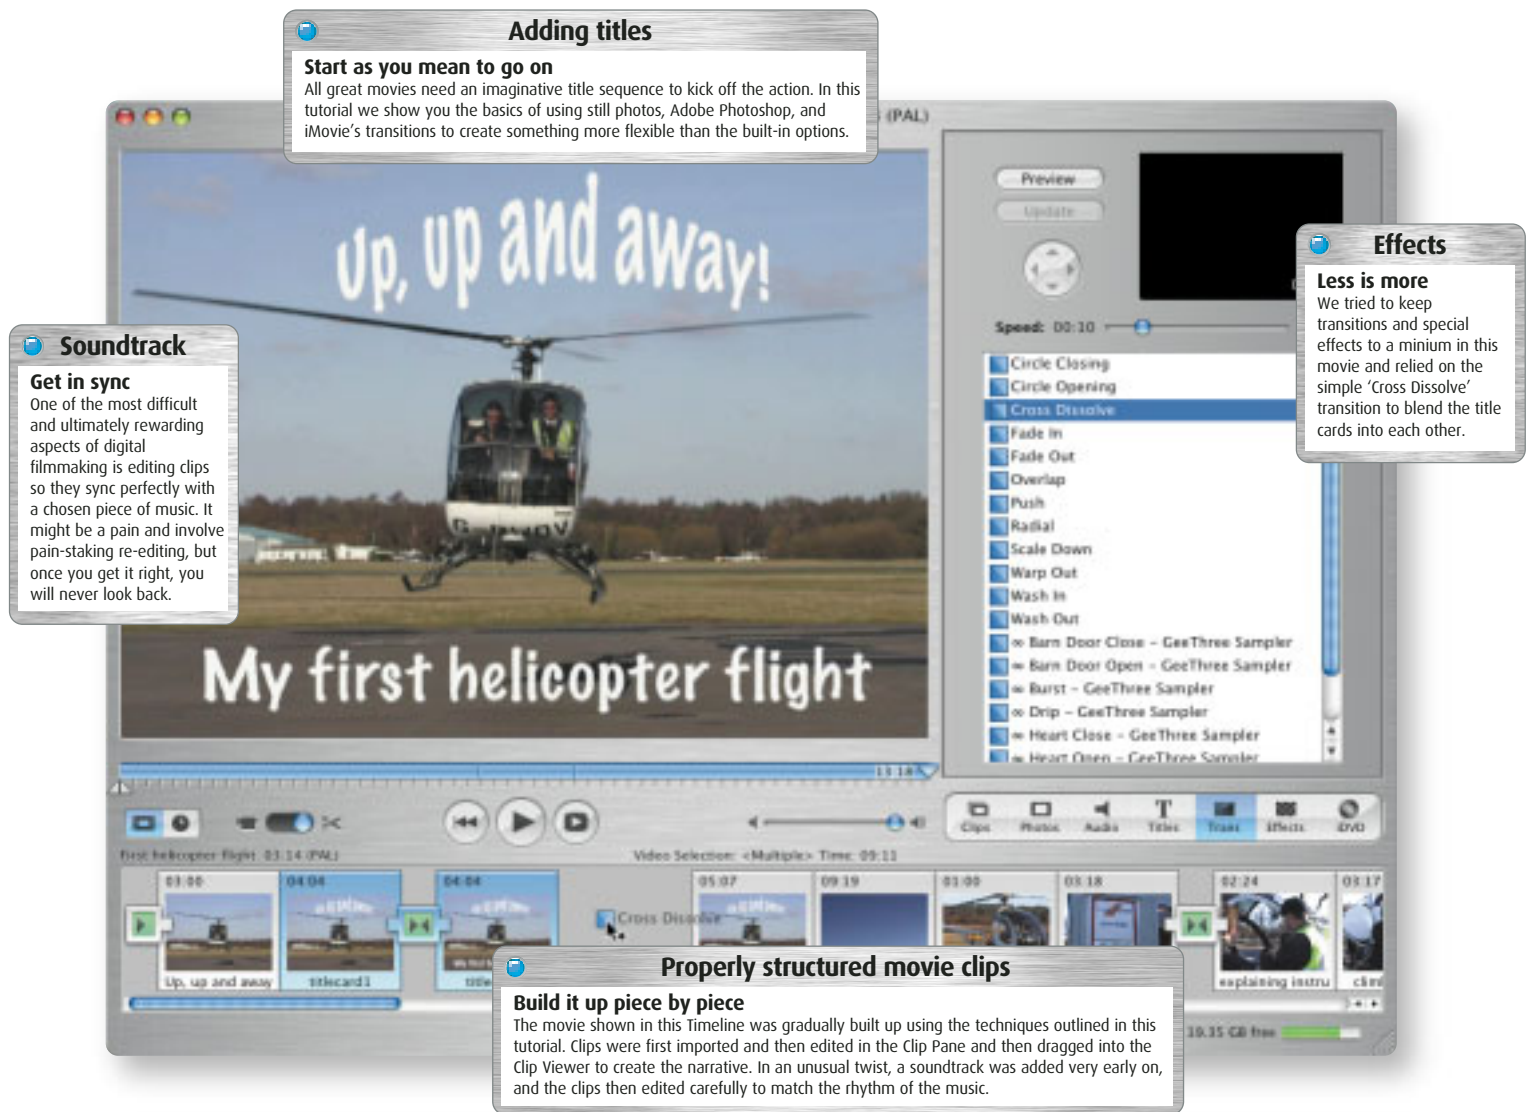 Adding titles
Start as you mean to go on
All great movies need an imaginative title sequence to kick off the action. In this
tutorial we show you the basics of using still photos, Adobe Photoshop, and
iMovie's transitions to create something more flexible than the built-in options.
(PAL)
Up, up and away!
My first helicopter flight
Soundtrack
Get in sync
One of the most difficult
and ultimately rewarding
aspects of digital
filmmaking is editing clips
so they sync perfectly with
a chosen piece of music. It
might be a pain and involve
pain-staking re-editing, but
once you get it right, you
will never look back.
Preview
Update
Speed: 00:10
Circle Closing
Circle Opening
Cross Dissolve
Fade In
Fade Out
Overlap
Push
Radial
Scale Down
Warp Out
Wash In
Wash Out
∞ Barn Door Close – GeeThree Sampler
∞ Barn Door Open – GeeThree Sampler
∞ Burst – GeeThree Sampler
∞ Drip – GeeThree Sampler
∞ Heart Close – GeeThree Sampler
∞ Heart Open – GeeThree Sampler
Effects
Less is more
We tried to keep
transitions and special
effects to a minium in this
movie and relied on the
simple 'Cross Dissolve'
transition to blend the title
cards into each other.
13:18
Clips Photos Audio Titles Trans Effects iDVD
First helicopter flight 03:14 (PAL)
Video Selection: <Multiple> Time: 09:11
03:00 04:04 04:04 05:07 09:19 01:00 03:18 02:24 03:17
Cross Dissolve
Up, up and away titlecard1 explaining instru
Properly structured movie clips
Build it up piece by piece
The movie shown in this Timeline was gradually built up using the techniques outlined in this
tutorial. Clips were first imported and then edited in the Clip Pane and then dragged into the
Clip Viewer to create the narrative. In an unusual twist, a soundtrack was added very early on,
and the clips then edited carefully to match the rhythm of the music.
19.35 GB free